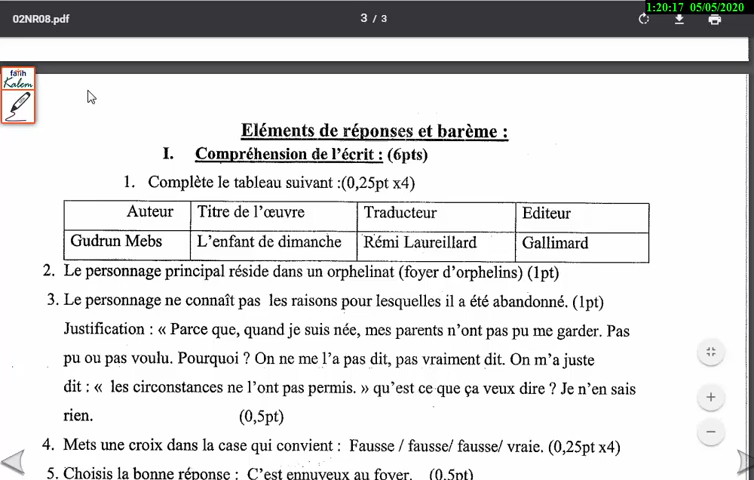 1:20:17 05/05/2020
02NR08.pdf
3 / 3
fatih
Kalem
Eléments de réponses et barème :
I. Compréhension de l'écrit : (6pts)
1. Complète le tableau suivant :(0,25pt x4)
Auteur Titre de l'œuvre Traducteur Editeur
Gudrun Mebs L'enfant de dimanche Rémi Laureillard Gallimard
2. Le personnage principal réside dans un orphelinat (foyer d'orphelins) (1pt)
3. Le personnage ne connaît pas les raisons pour lesquelles il a été abandonné. (1pt)
Justification : « Parce que, quand je suis née, mes parents n'ont pas pu me garder. Pas
pu ou pas voulu. Pourquoi ? On ne me l'a pas dit, pas vraiment dit. On m'a juste
dit : « les circonstances ne l'ont pas permis. » qu'est ce que ça veux dire ? Je n'en sais
rien. (0,5pt)
4. Mets une croix dans la case qui convient : Fausse / fausse/ fausse/ vraie. (0,25pt x4)
5. Choisis la bonne réponse : C'est ennuyeux au foyer. (0,5pt)